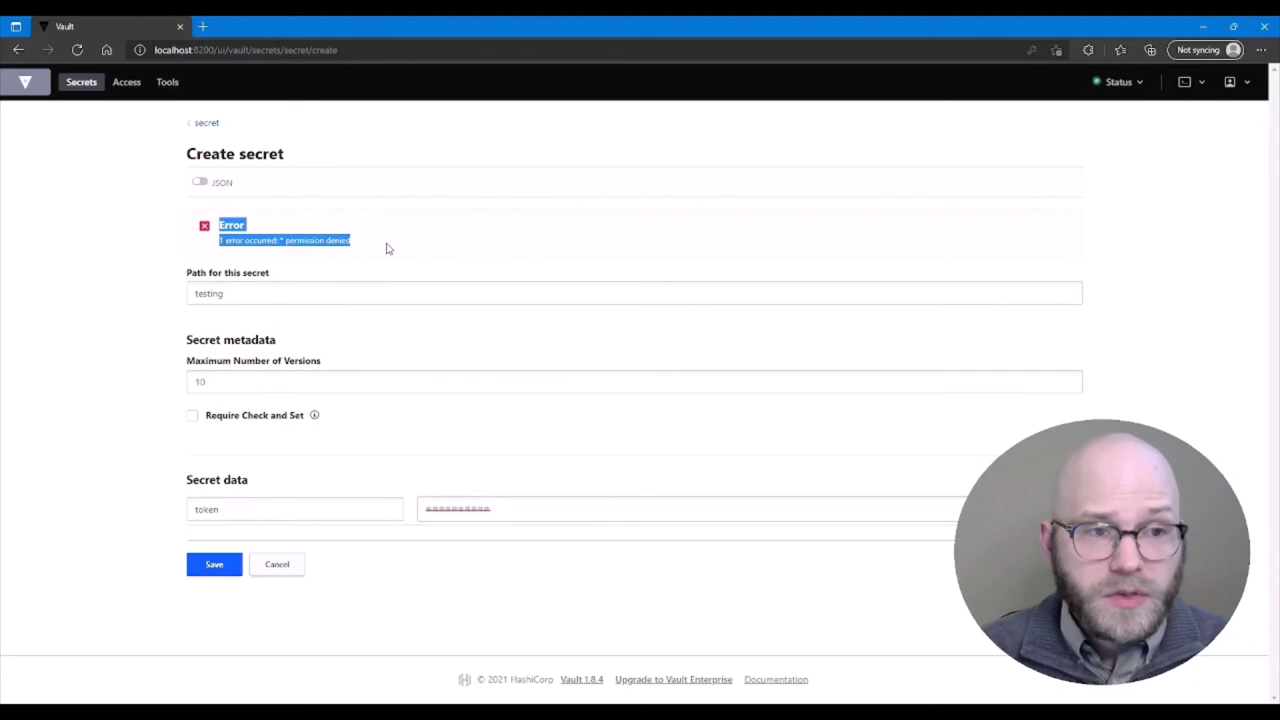 Vault
localhost:8200/ui/vault/secrets/secret/create
Not syncing
Secrets Access Tools
Status
secret
Create secret
JSON
Error
1 error occurred: * permission denied
Path for this secret
testing
Secret metadata
Maximum Number of Versions
10
Require Check and Set
Secret data
token
Save Cancel
© 2021 HashiCorp Vault 1.8.4 Upgrade to Vault Enterprise Documentation